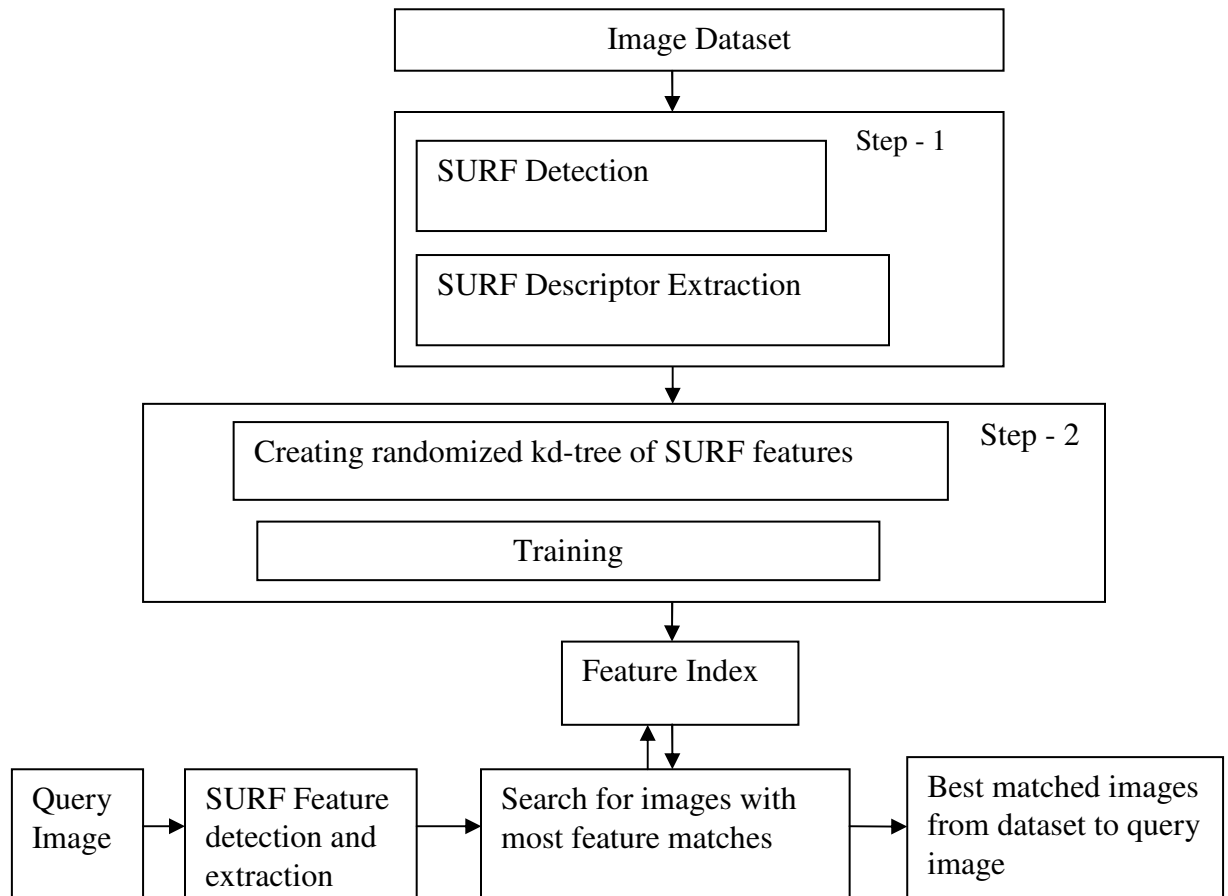 Image Dataset
Step - 1
SURF Detection
SURF Descriptor Extraction
Step - 2
Creating randomized kd-tree of SURF features
Training
Feature Index
Query
Image
SURF Feature
detection and
extraction
Search for images with
most feature matches
Best matched images
from dataset to query
image